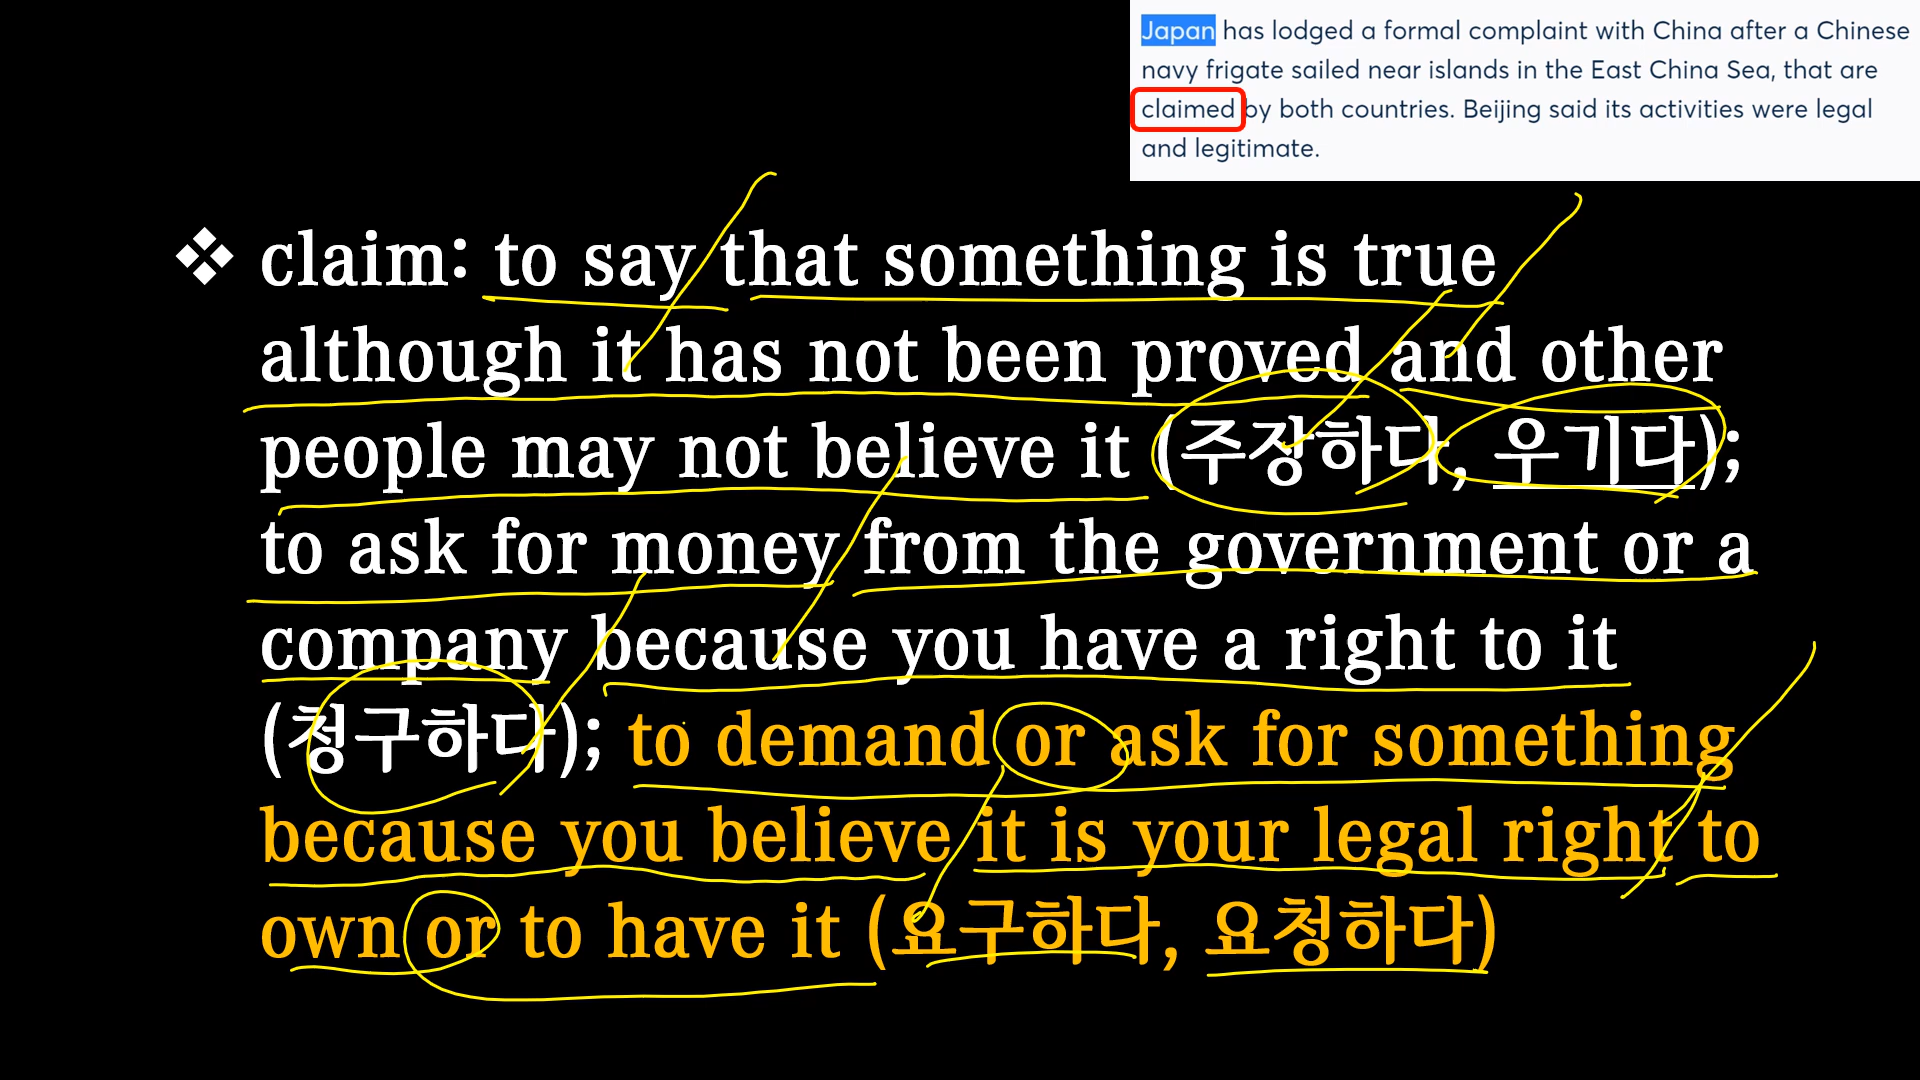 Japan has lodged a formal complaint with China after a Chinese
navy frigate sailed near islands in the East China Sea, that are
claimed by both countries. Beijing said its activities were legal
and legitimate.
❖ claim: to say that something is true
although it has not been proved and other
people may not believe it (주장하다, 우기다);
to ask for money from the government or a
company because you have a right to it
(청구하다); to demand or ask for something
because you believe it is your legal right to
own or to have it (요구하다, 요청하다)